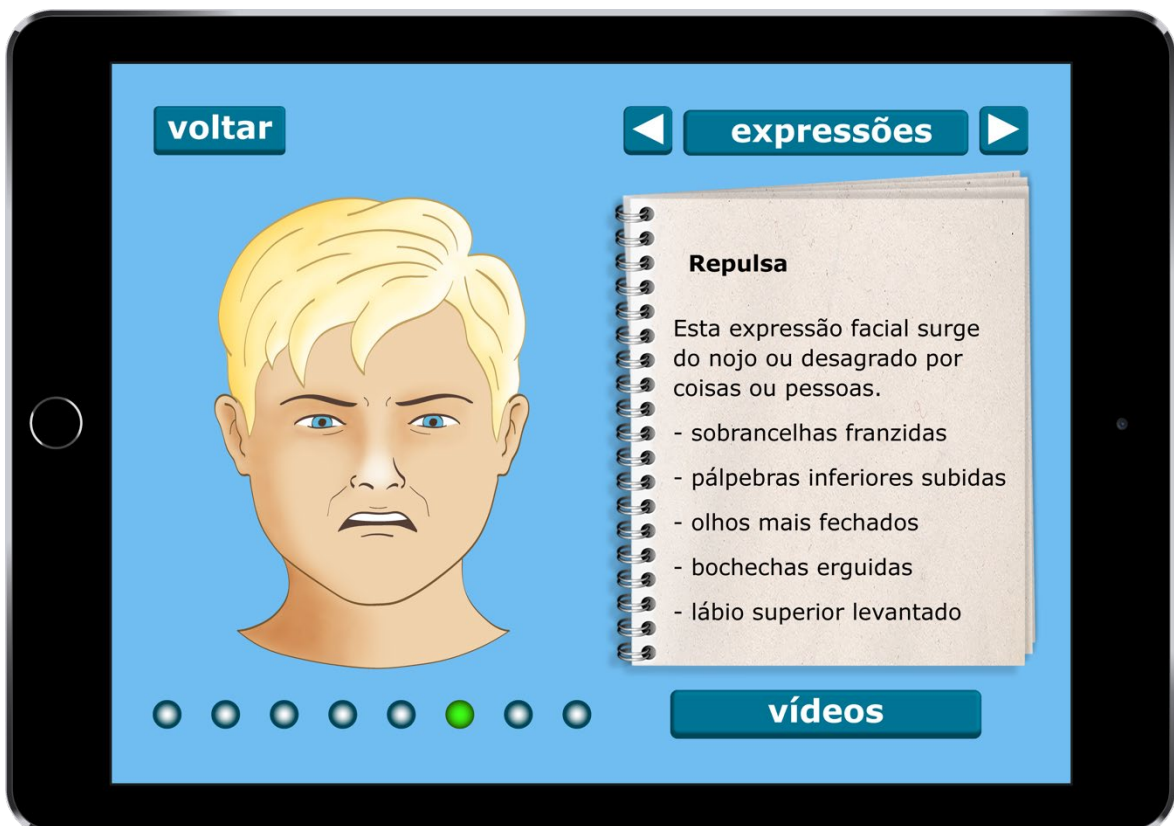 voltar
expressões
Repulsa
Esta expressão facial surge
do nojo ou desagrado por
coisas ou pessoas.
- sobrancelhas franzidas
- pálpebras inferiores subidas
- olhos mais fechados
- bochechas erguidas
- lábio superior levantado
vídeos